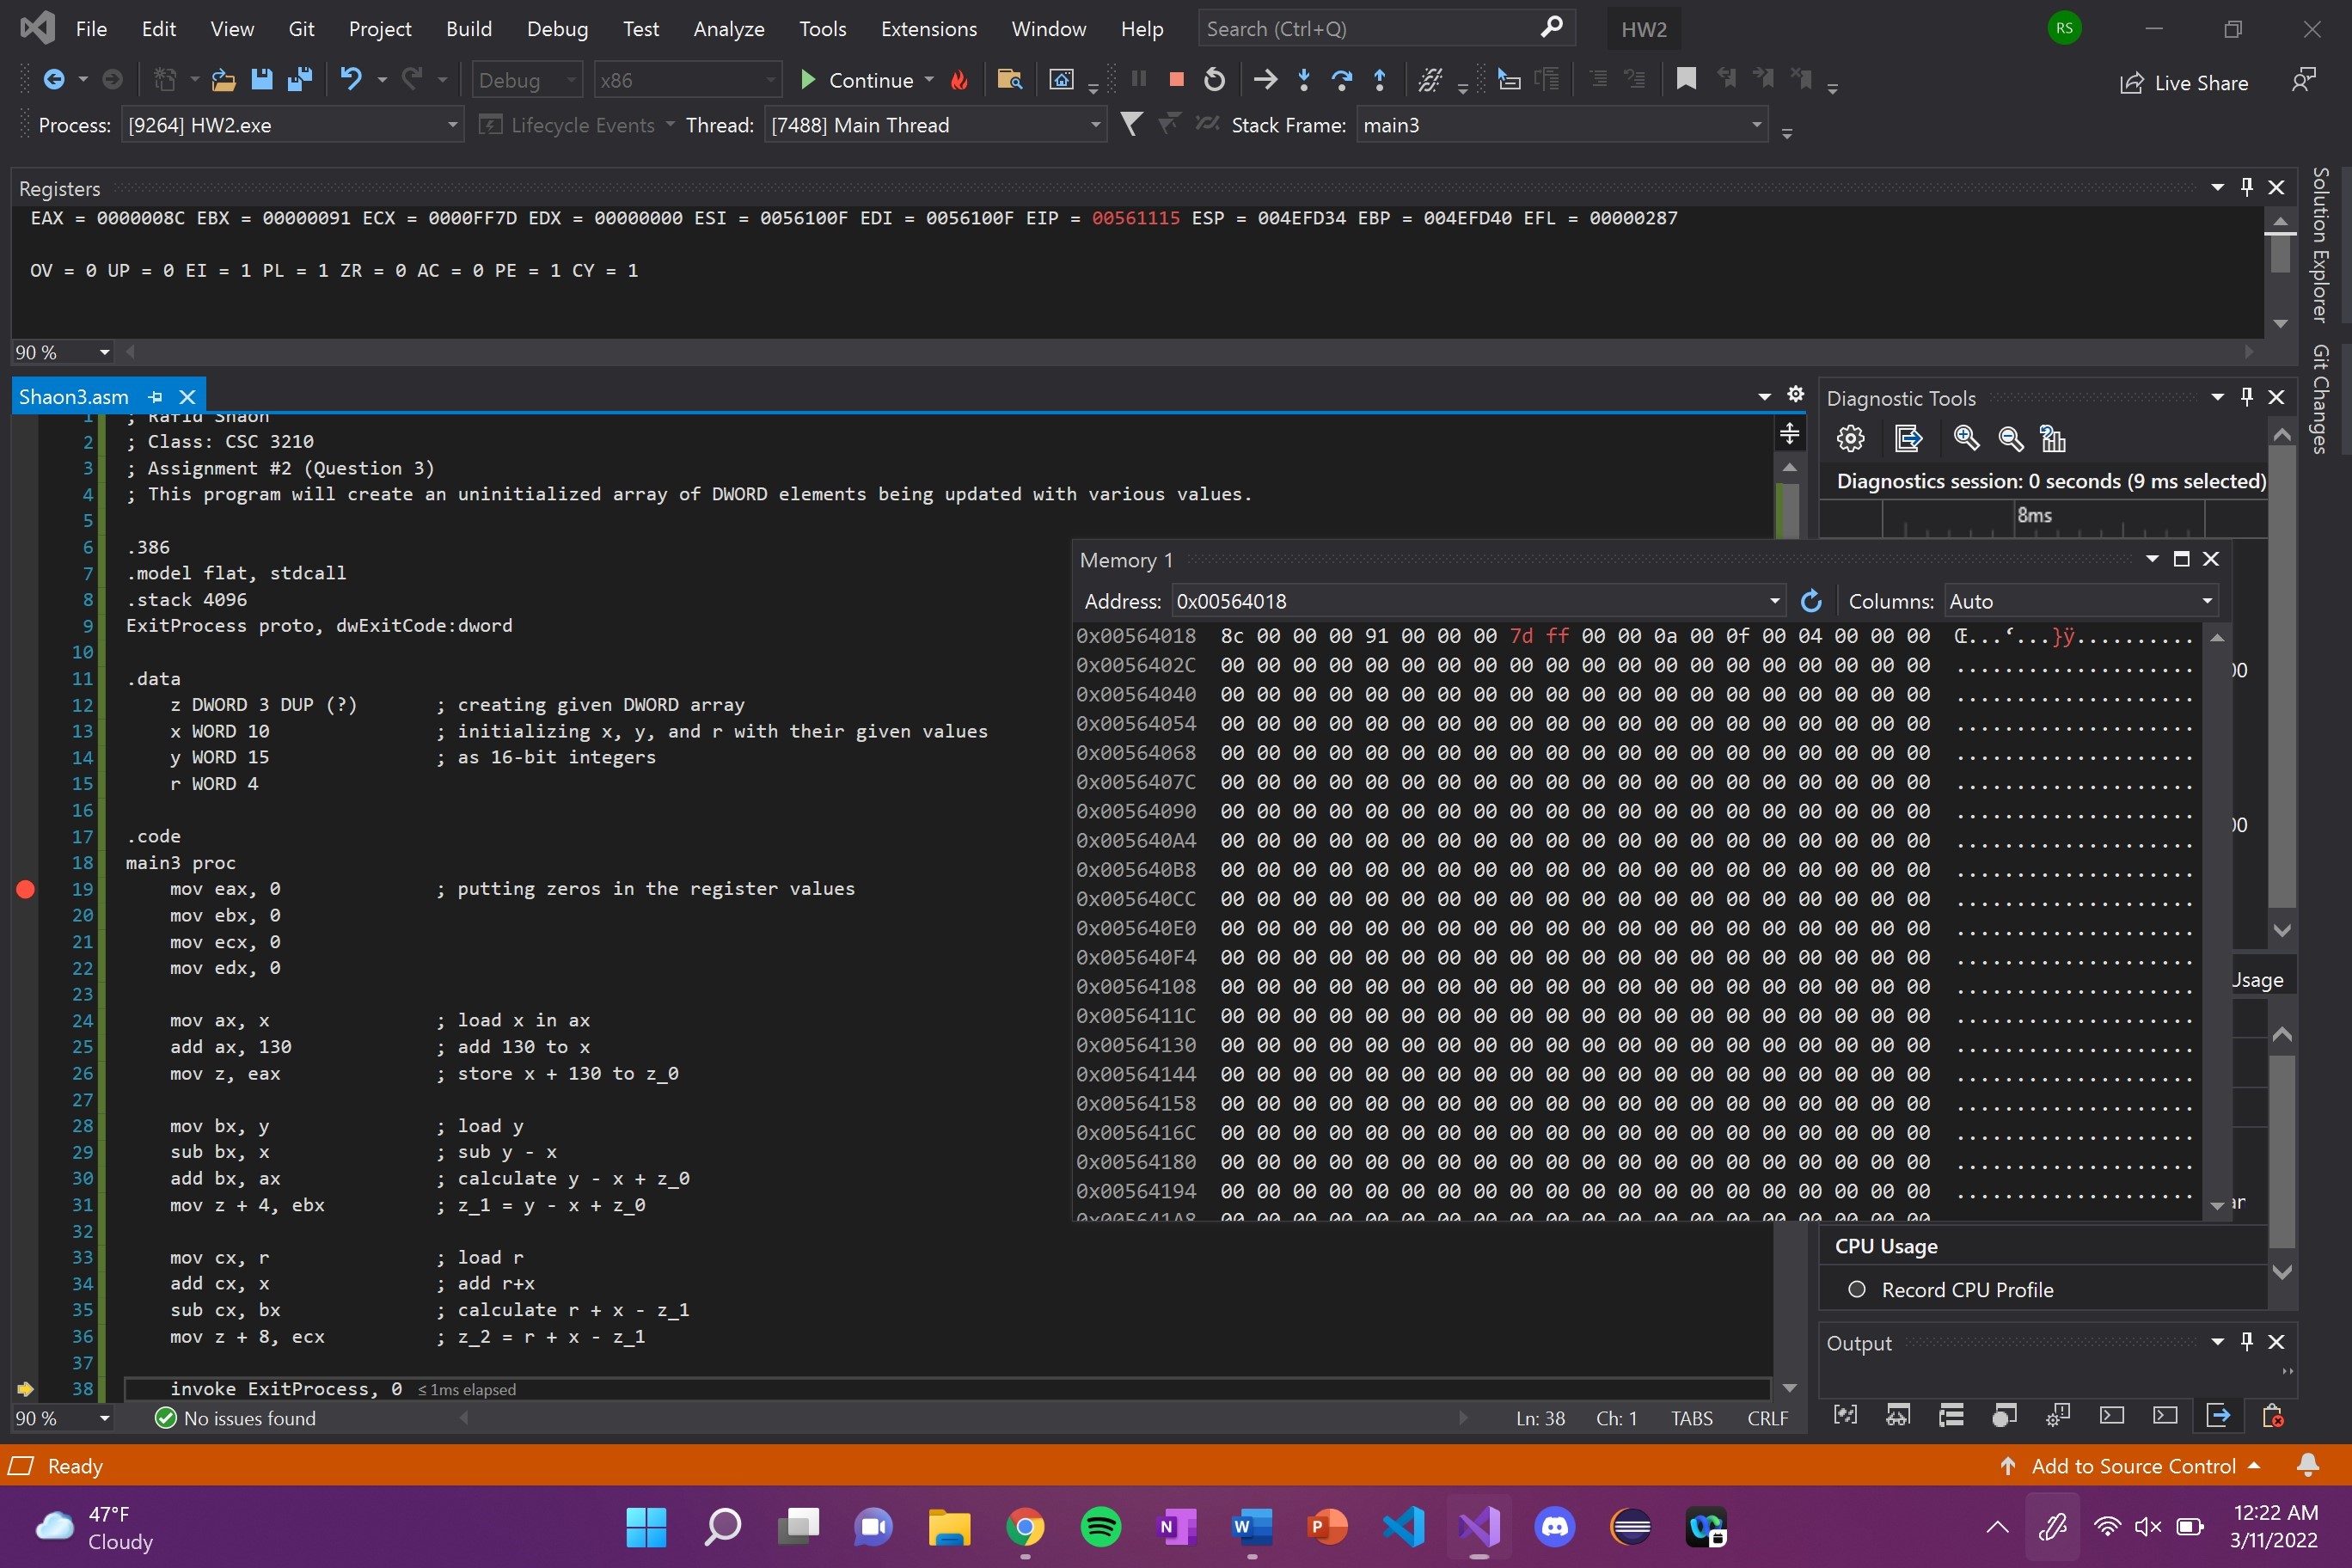 File Edit View Git Project Build Debug Test Analyze Tools Extensions Window Help Search (Ctrl+Q) HW2 RS
Debug x86 Continue Live Share
Process: [9264] HW2.exe Lifecycle Events Thread: [7488] Main Thread Stack Frame: main3
Registers
EAX = 0000008C EBX = 00000091 ECX = 0000FF7D EDX = 00000000 ESI = 0056100F EDI = 0056100F EIP = 00561115 ESP = 004EFD34 EBP = 004EFD40 EFL = 00000287
OV = 0 UP = 0 EI = 1 PL = 1 ZR = 0 AC = 0 PE = 1 CY = 1
90 %
Solution Explorer
Git Changes
Shaon3.asm
1 ; Rafid Shaon
2 ; Class: CSC 3210
3 ; Assignment #2 (Question 3)
4 ; This program will create an uninitialized array of DWORD elements being updated with various values.
5
6 .386
7 .model flat, stdcall
8 .stack 4096
9 ExitProcess proto, dwExitCode:dword
10
11 .data
12 z DWORD 3 DUP (?) ; creating given DWORD array
13 x WORD 10 ; initializing x, y, and r with their given values
14 y WORD 15 ; as 16-bit integers
15 r WORD 4
16
17 .code
18 main3 proc
19 mov eax, 0 ; putting zeros in the register values
20 mov ebx, 0
21 mov ecx, 0
22 mov edx, 0
23
24 mov ax, x ; load x in ax
25 add ax, 130 ; add 130 to x
26 mov z, eax ; store x + 130 to z_0
27
28 mov bx, y ; load y
29 sub bx, x ; sub y - x
30 add bx, ax ; calculate y - x + z_0
31 mov z + 4, ebx ; z_1 = y - x + z_0
32
33 mov cx, r ; load r
34 add cx, x ; add r+x
35 sub cx, bx ; calculate r + x - z_1
36 mov z + 8, ecx ; z_2 = r + x - z_1
37
38 invoke ExitProcess, 0 ≤ 1ms elapsed
90 % No issues found Ln: 38 Ch: 1 TABS CRLF
Diagnostic Tools
Diagnostics session: 0 seconds (9 ms selected)
8ms
Memory 1
Address: 0x00564018 Columns: Auto
0x00564018 8c 00 00 00 91 00 00 00 7d ff 00 00 0a 00 0f 00 04 00 00 00 Œ...‘...}ÿ..........
0x0056402C 00 00 00 00 00 00 00 00 00 00 00 00 00 00 00 00 00 00 00 00 ....................
0x00564040 00 00 00 00 00 00 00 00 00 00 00 00 00 00 00 00 00 00 00 00 ....................
0x00564054 00 00 00 00 00 00 00 00 00 00 00 00 00 00 00 00 00 00 00 00 ....................
0x00564068 00 00 00 00 00 00 00 00 00 00 00 00 00 00 00 00 00 00 00 00 ....................
0x0056407C 00 00 00 00 00 00 00 00 00 00 00 00 00 00 00 00 00 00 00 00 ....................
0x00564090 00 00 00 00 00 00 00 00 00 00 00 00 00 00 00 00 00 00 00 00 ....................
0x005640A4 00 00 00 00 00 00 00 00 00 00 00 00 00 00 00 00 00 00 00 00 ....................
0x005640B8 00 00 00 00 00 00 00 00 00 00 00 00 00 00 00 00 00 00 00 00 ....................
0x005640CC 00 00 00 00 00 00 00 00 00 00 00 00 00 00 00 00 00 00 00 00 ....................
0x005640E0 00 00 00 00 00 00 00 00 00 00 00 00 00 00 00 00 00 00 00 00 ....................
0x005640F4 00 00 00 00 00 00 00 00 00 00 00 00 00 00 00 00 00 00 00 00 ....................
0x00564108 00 00 00 00 00 00 00 00 00 00 00 00 00 00 00 00 00 00 00 00 ....................
0x0056411C 00 00 00 00 00 00 00 00 00 00 00 00 00 00 00 00 00 00 00 00 ....................
0x00564130 00 00 00 00 00 00 00 00 00 00 00 00 00 00 00 00 00 00 00 00 ....................
0x00564144 00 00 00 00 00 00 00 00 00 00 00 00 00 00 00 00 00 00 00 00 ....................
0x00564158 00 00 00 00 00 00 00 00 00 00 00 00 00 00 00 00 00 00 00 00 ....................
0x0056416C 00 00 00 00 00 00 00 00 00 00 00 00 00 00 00 00 00 00 00 00 ....................
0x00564180 00 00 00 00 00 00 00 00 00 00 00 00 00 00 00 00 00 00 00 00 ....................
0x00564194 00 00 00 00 00 00 00 00 00 00 00 00 00 00 00 00 00 00 00 00 ....................
0x005641A8 00 00 00 00 00 00 00 00 00 00 00 00 00 00 00 00 00 00 00 00
Usage
CPU Usage
Record CPU Profile
Output
Ready Add to Source Control
47°F
Cloudy
12:22 AM
3/11/2022